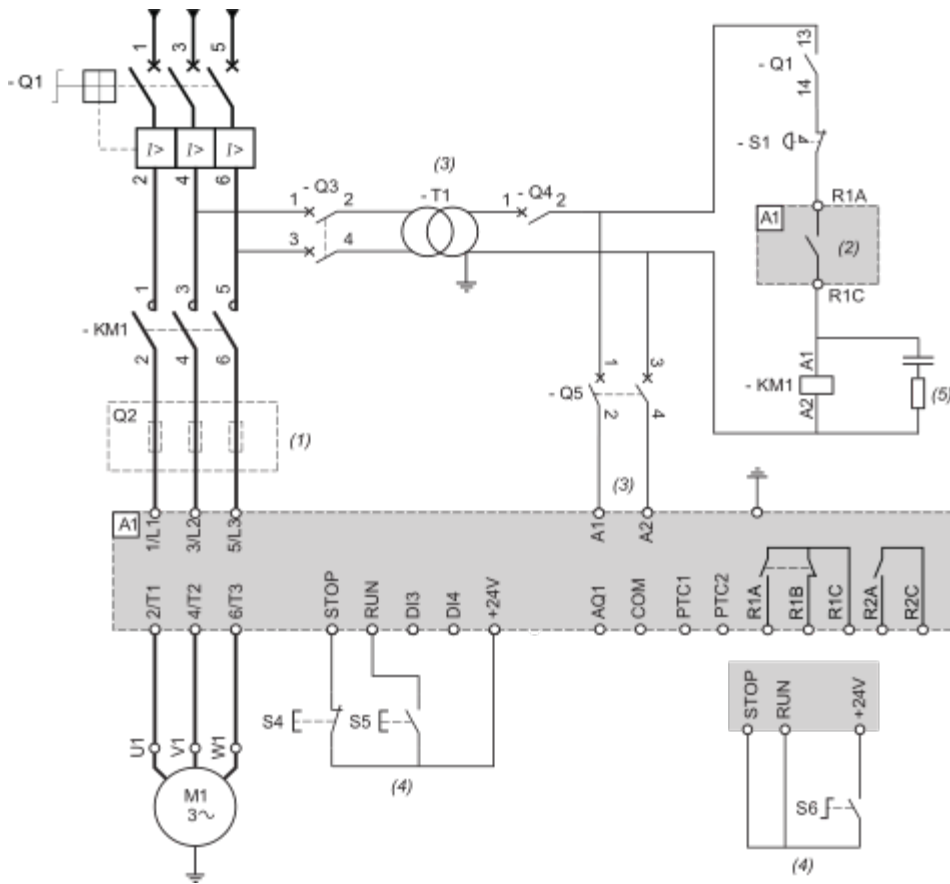 1 3 5
- Q1
I> I> I>
2 4 6
(3)
- Q3
1 2
3 4
- T1
- Q4
1 2
13
- Q1
14
- S1
R1A
A1
(2)
R1C
1 3 5
- KM1
2 4 6
A1
- KM1
A2
(5)
1 3
- Q5
2 4
Q2
(1)
(3)
A1
1/L1 3/L2 5/L3
A1 A2
2/T1 4/T2 6/T3
STOP RUN DI3 DI4 +24V
AQ1 COM PTC1 PTC2
R1A R1B R1C R2A R2C
S4 S5
(4)
U1 V1 W1
M1
3~
STOP RUN +24V
S6
(4)